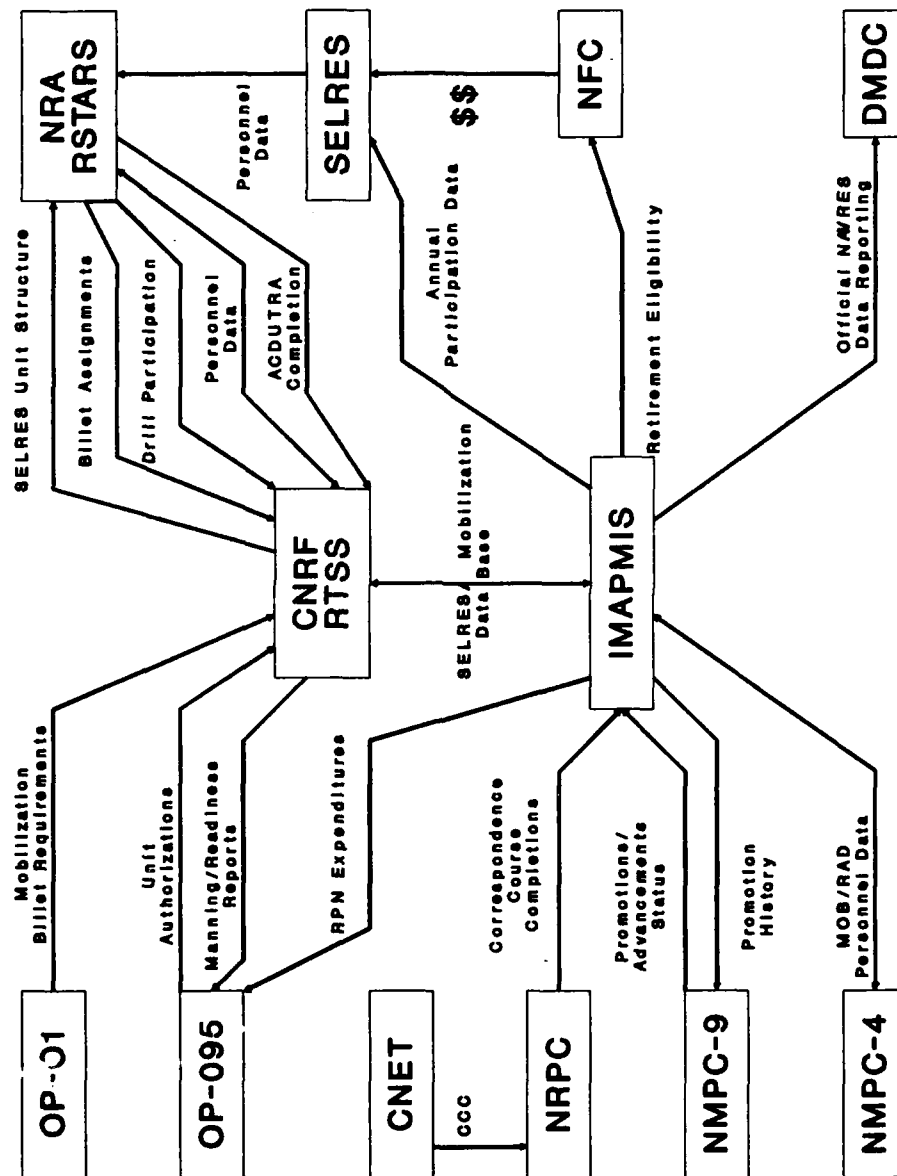 OP-01
OP-095
CNET
NRPC
NMPC-9
NMPC-4
CCC
Mobilization
Billet Requirements
Unit
Authorizations
Manning/Readiness
Reports
RPN Expenditures
Correspondence
Course
Completions
Promotions/
Advancements
Status
Promotion
History
MOB/RAD
Personnel Data
CNRF
RTSS
SELRES/ Mobilization
Data Base
IMAPMIS
SELRES Unit Structure
Billet Assignments
Drill Participation
Personnel
Data
ACDUTRA
Completion
Annual
Participation Data
Retirement Eligibility
Official NAVRES
Data Reporting
NRA
RSTARS
Personnel
Data
SELRES
$$
NFC
DMDC